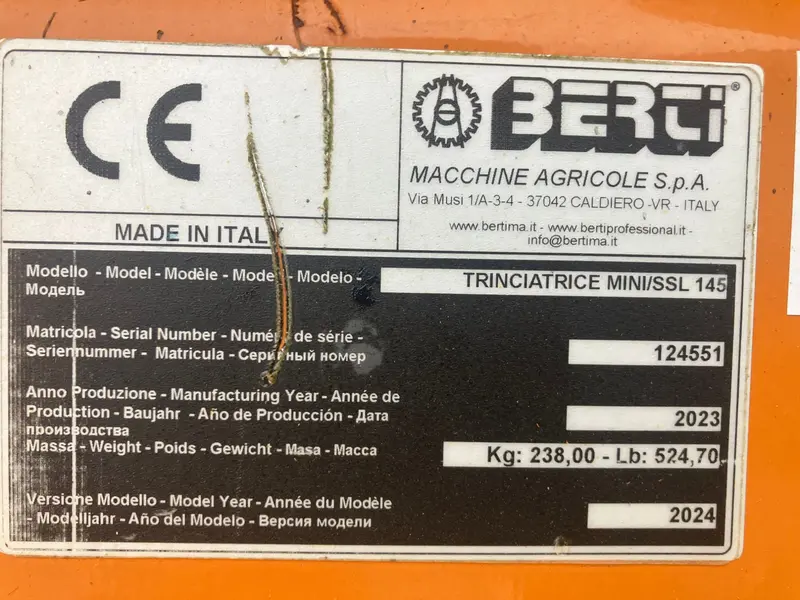 CE
BERTI®
MACCHINE AGRICOLE S.p.A.
Via Musi 1/A-3-4 - 37042 CALDIERO -VR - ITALY
www.bertima.it - www.bertiprofessional.it -
info@bertima.it
MADE IN ITAL
Modello - Model - Modèle - Model - Modelo -
Модель
TRINCIATRICE MINI/SSL 145
Matricola - Serial Number - Numéro de série -
Seriennummer - Matricula - Серийный номер
124551
Anno Produzione - Manufacturing Year - Année de
Production - Baujahr - Año de Producción - Дата
производства
2023
Massa - Weight - Poids - Gewicht - Masa - Масса
Kg: 238,00 - Lb: 524,70
Versione Modello - Model Year - Année du Modèle
- Modelljahr - Año del Modelo - Версия модели
2024